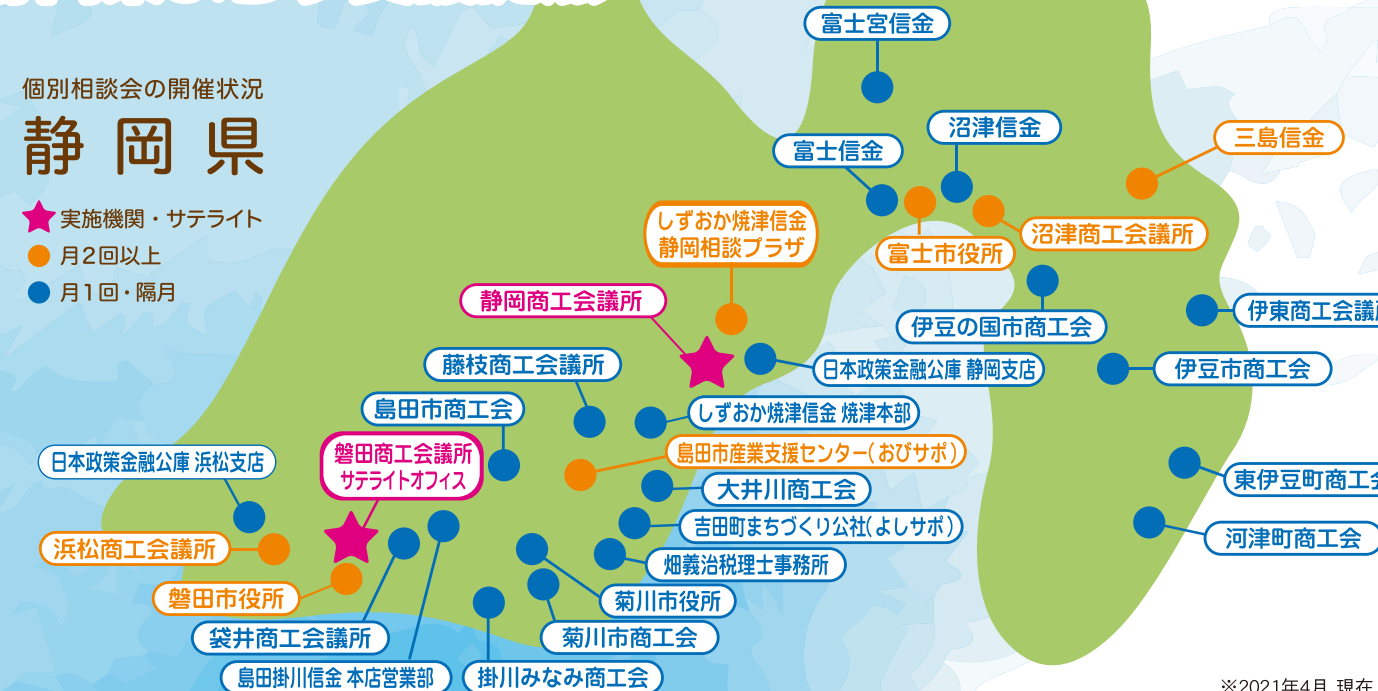 個別相談会の開催状況
静岡県
実施機関・サテライト
月2回以上
月1回・隔月
富士宮信金
沼津信金
富士信金
三島信金
しずおか焼津信金
静岡相談プラザ
富士市役所
沼津商工会議所
静岡商工会議所
伊豆の国市商工会
伊東商工会議所
藤枝商工会議所
日本政策金融公庫 静岡支店
伊豆市商工会
島田市商工会
しずおか焼津信金 焼津本部
日本政策金融公庫 浜松支店
磐田商工会議所
サテライトオフィス
島田市産業支援センター(おびサポ)
大井川商工会
東伊豆町商工会
吉田町まちづくり公社(よしサポ)
河津町商工会
浜松商工会議所
畑義治税理士事務所
磐田市役所
菊川市役所
袋井商工会議所
菊川市商工会
島田掛川信金 本店営業部
掛川みなみ商工会
※2021年4月 現在